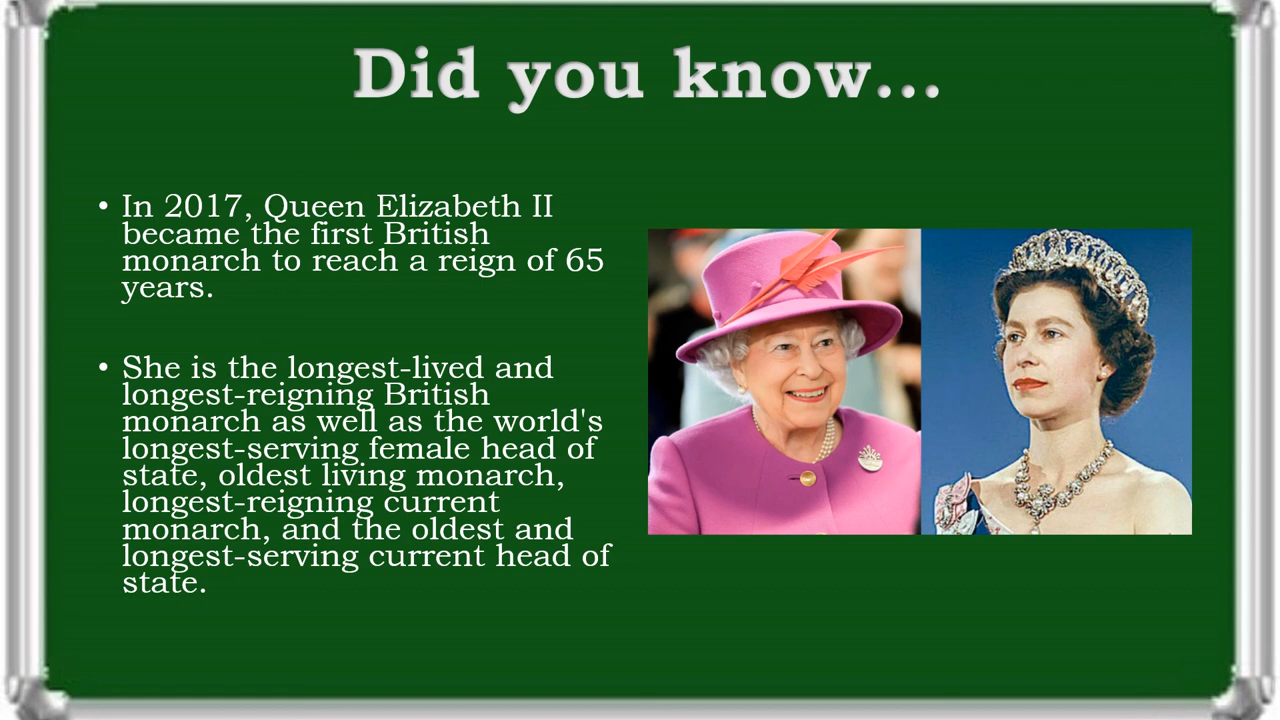 Did you know...
• In 2017, Queen Elizabeth II
became the first British
monarch to reach a reign of 65
years.
• She is the longest-lived and
longest-reigning British
monarch as well as the world's
longest-serving female head of
state, oldest living monarch,
longest-reigning current
monarch, and the oldest and
longest-serving current head of
state.